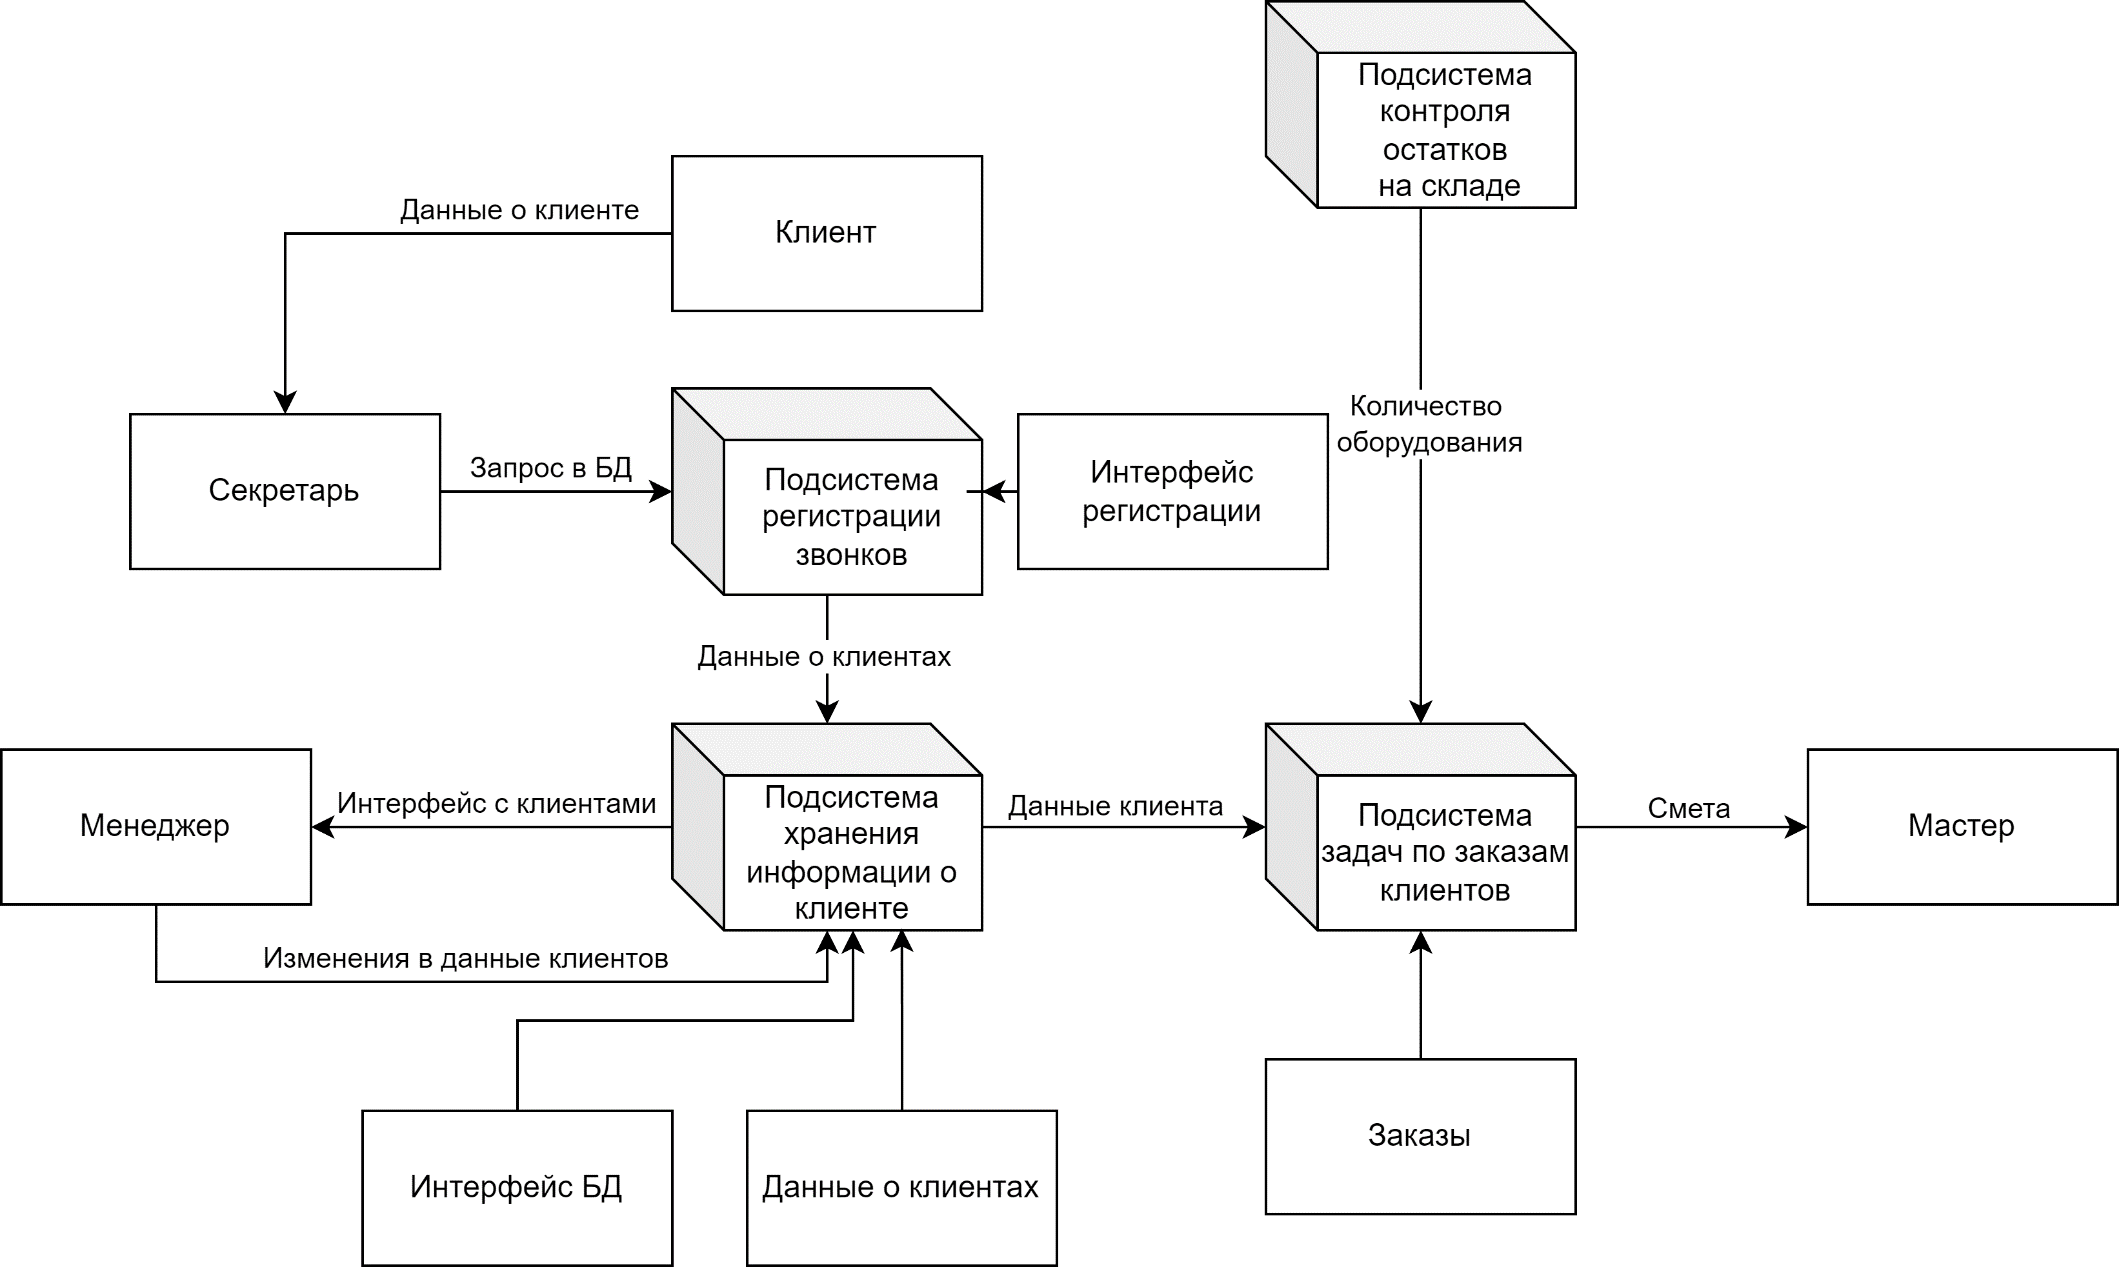 Подсистема
контроля
остатков
на складе
Данные о клиенте
Клиент
Количество
оборудования
Секретарь
Запрос в БД
Подсистема
регистрации
звонков
Интерфейс
регистрации
Данные о клиентах
Менеджер
Интерфейс с клиентами
Подсистема
хранения
информации о
клиенте
Данные клиента
Подсистема
задач по заказам
клиентов
Смета
Мастер
Изменения в данные клиентов
Интерфейс БД
Данные о клиентах
Заказы